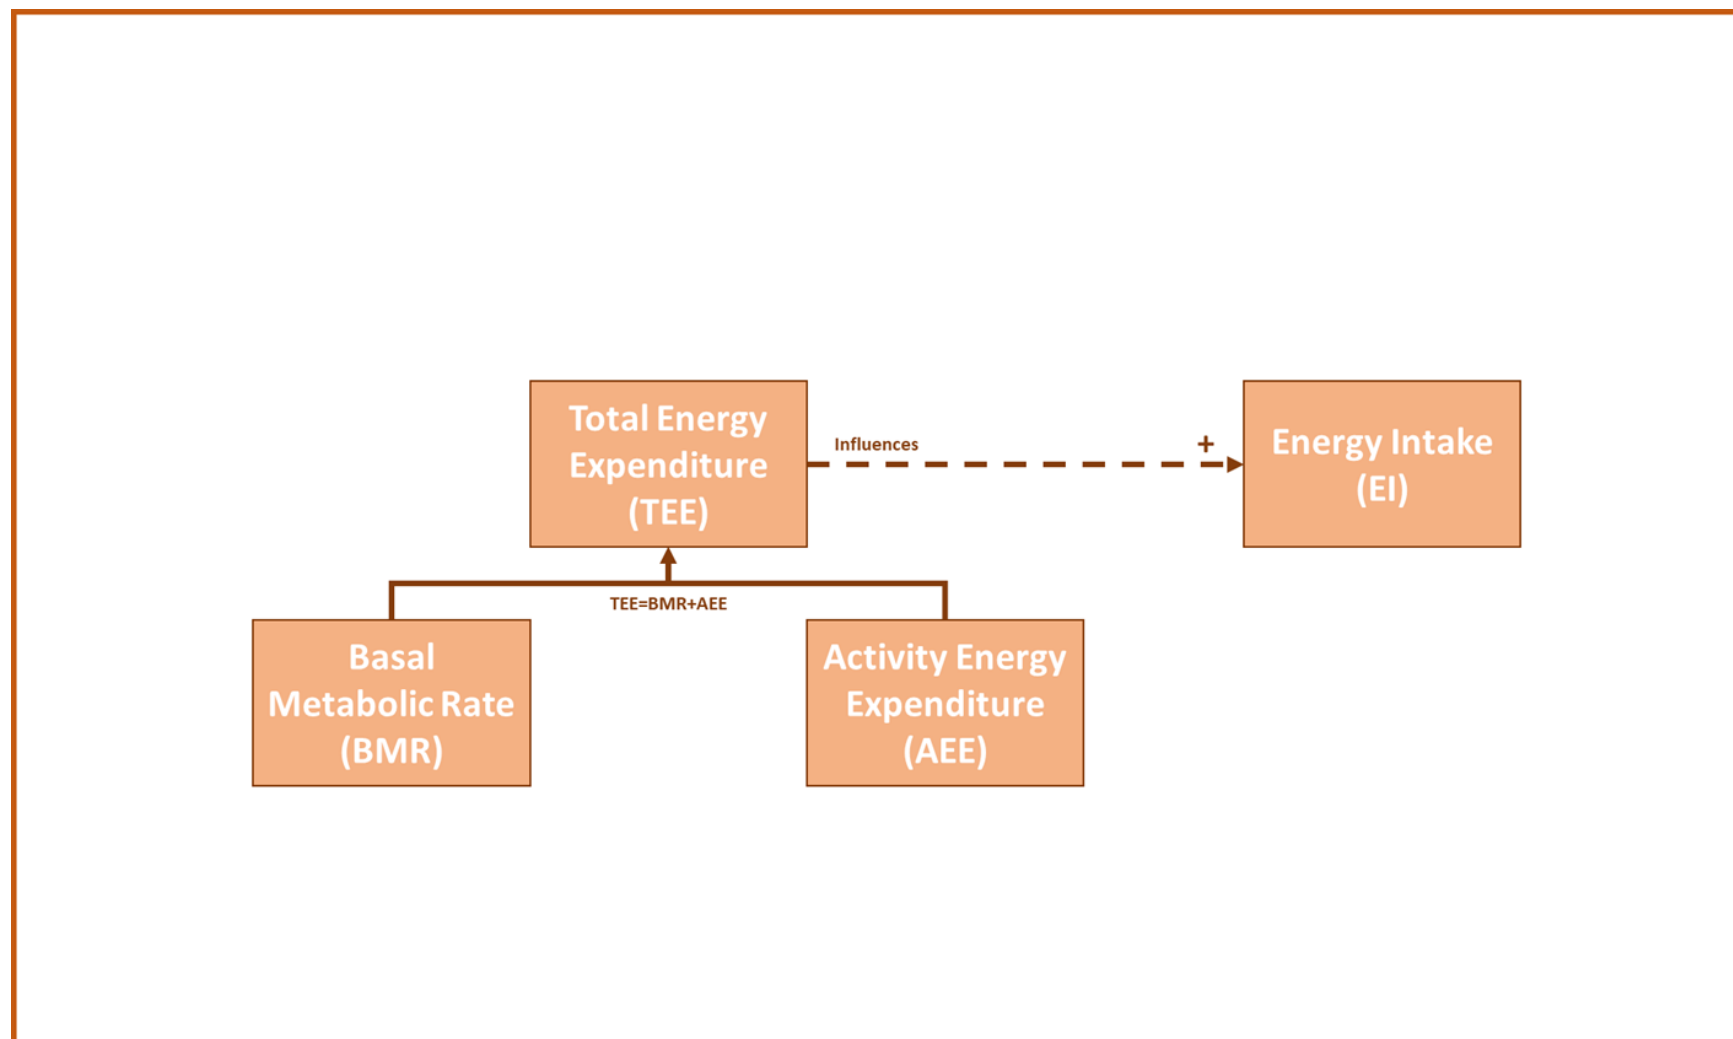 Total Energy
Expenditure
(TEE)
Influences
+
Energy Intake
(EI)
TEE=BMR+AEE
Basal
Metabolic Rate
(BMR)
Activity Energy
Expenditure
(AEE)